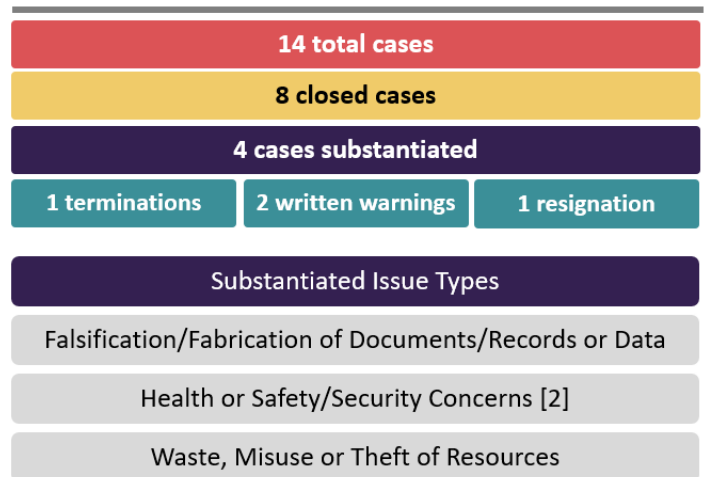 14 total cases
8 closed cases
4 cases substantiated
1 terminations
2 written warnings
1 resignation
Substantiated Issue Types
Falsification/Fabrication of Documents/Records or Data
Health or Safety/Security Concerns [2]
Waste, Misuse or Theft of Resources